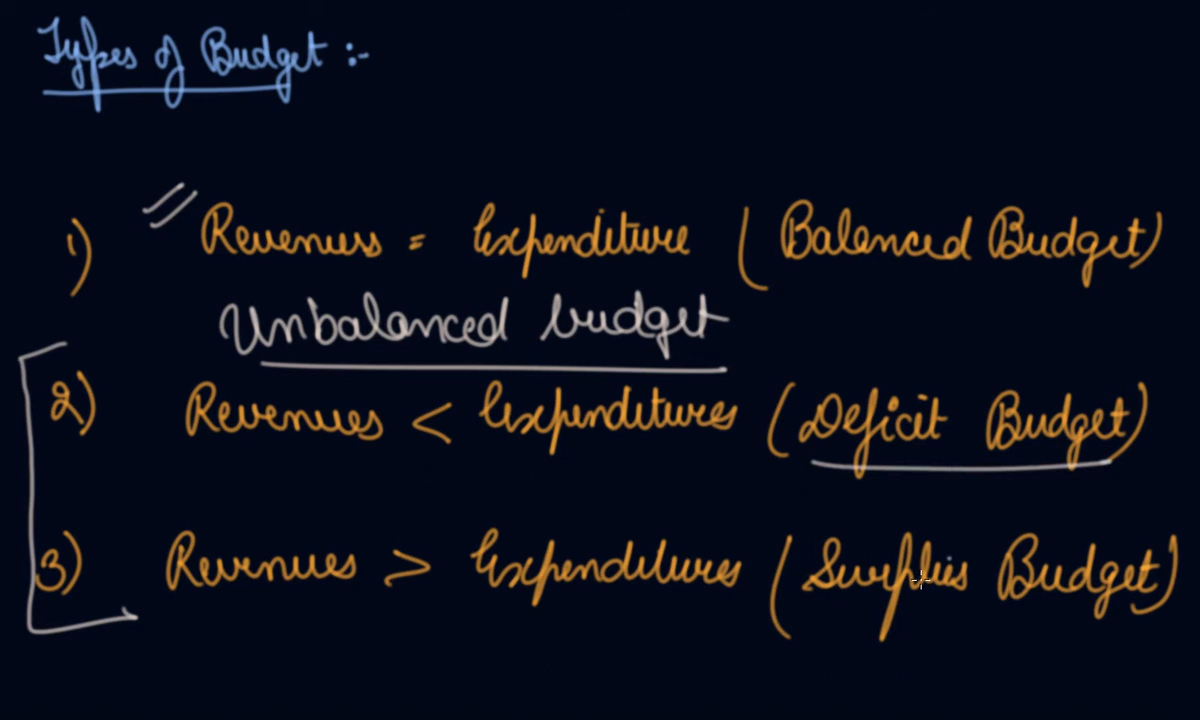 Types of Budget :-
1) Revenues = Expenditure (Balanced Budget)
Unbalanced budget
2) Revenues < Expenditures (Deficit Budget)
3) Revenues > Expenditures (Surplus Budget)